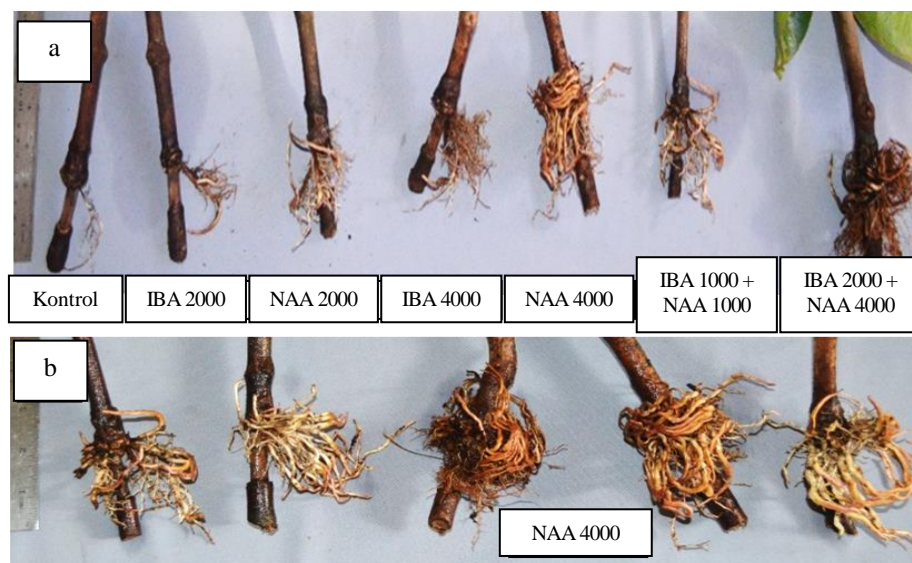 a
Kontrol
IBA 2000
NAA 2000
IBA 4000
NAA 4000
IBA 1000 +
NAA 1000
IBA 2000 +
NAA 4000
b
NAA 4000